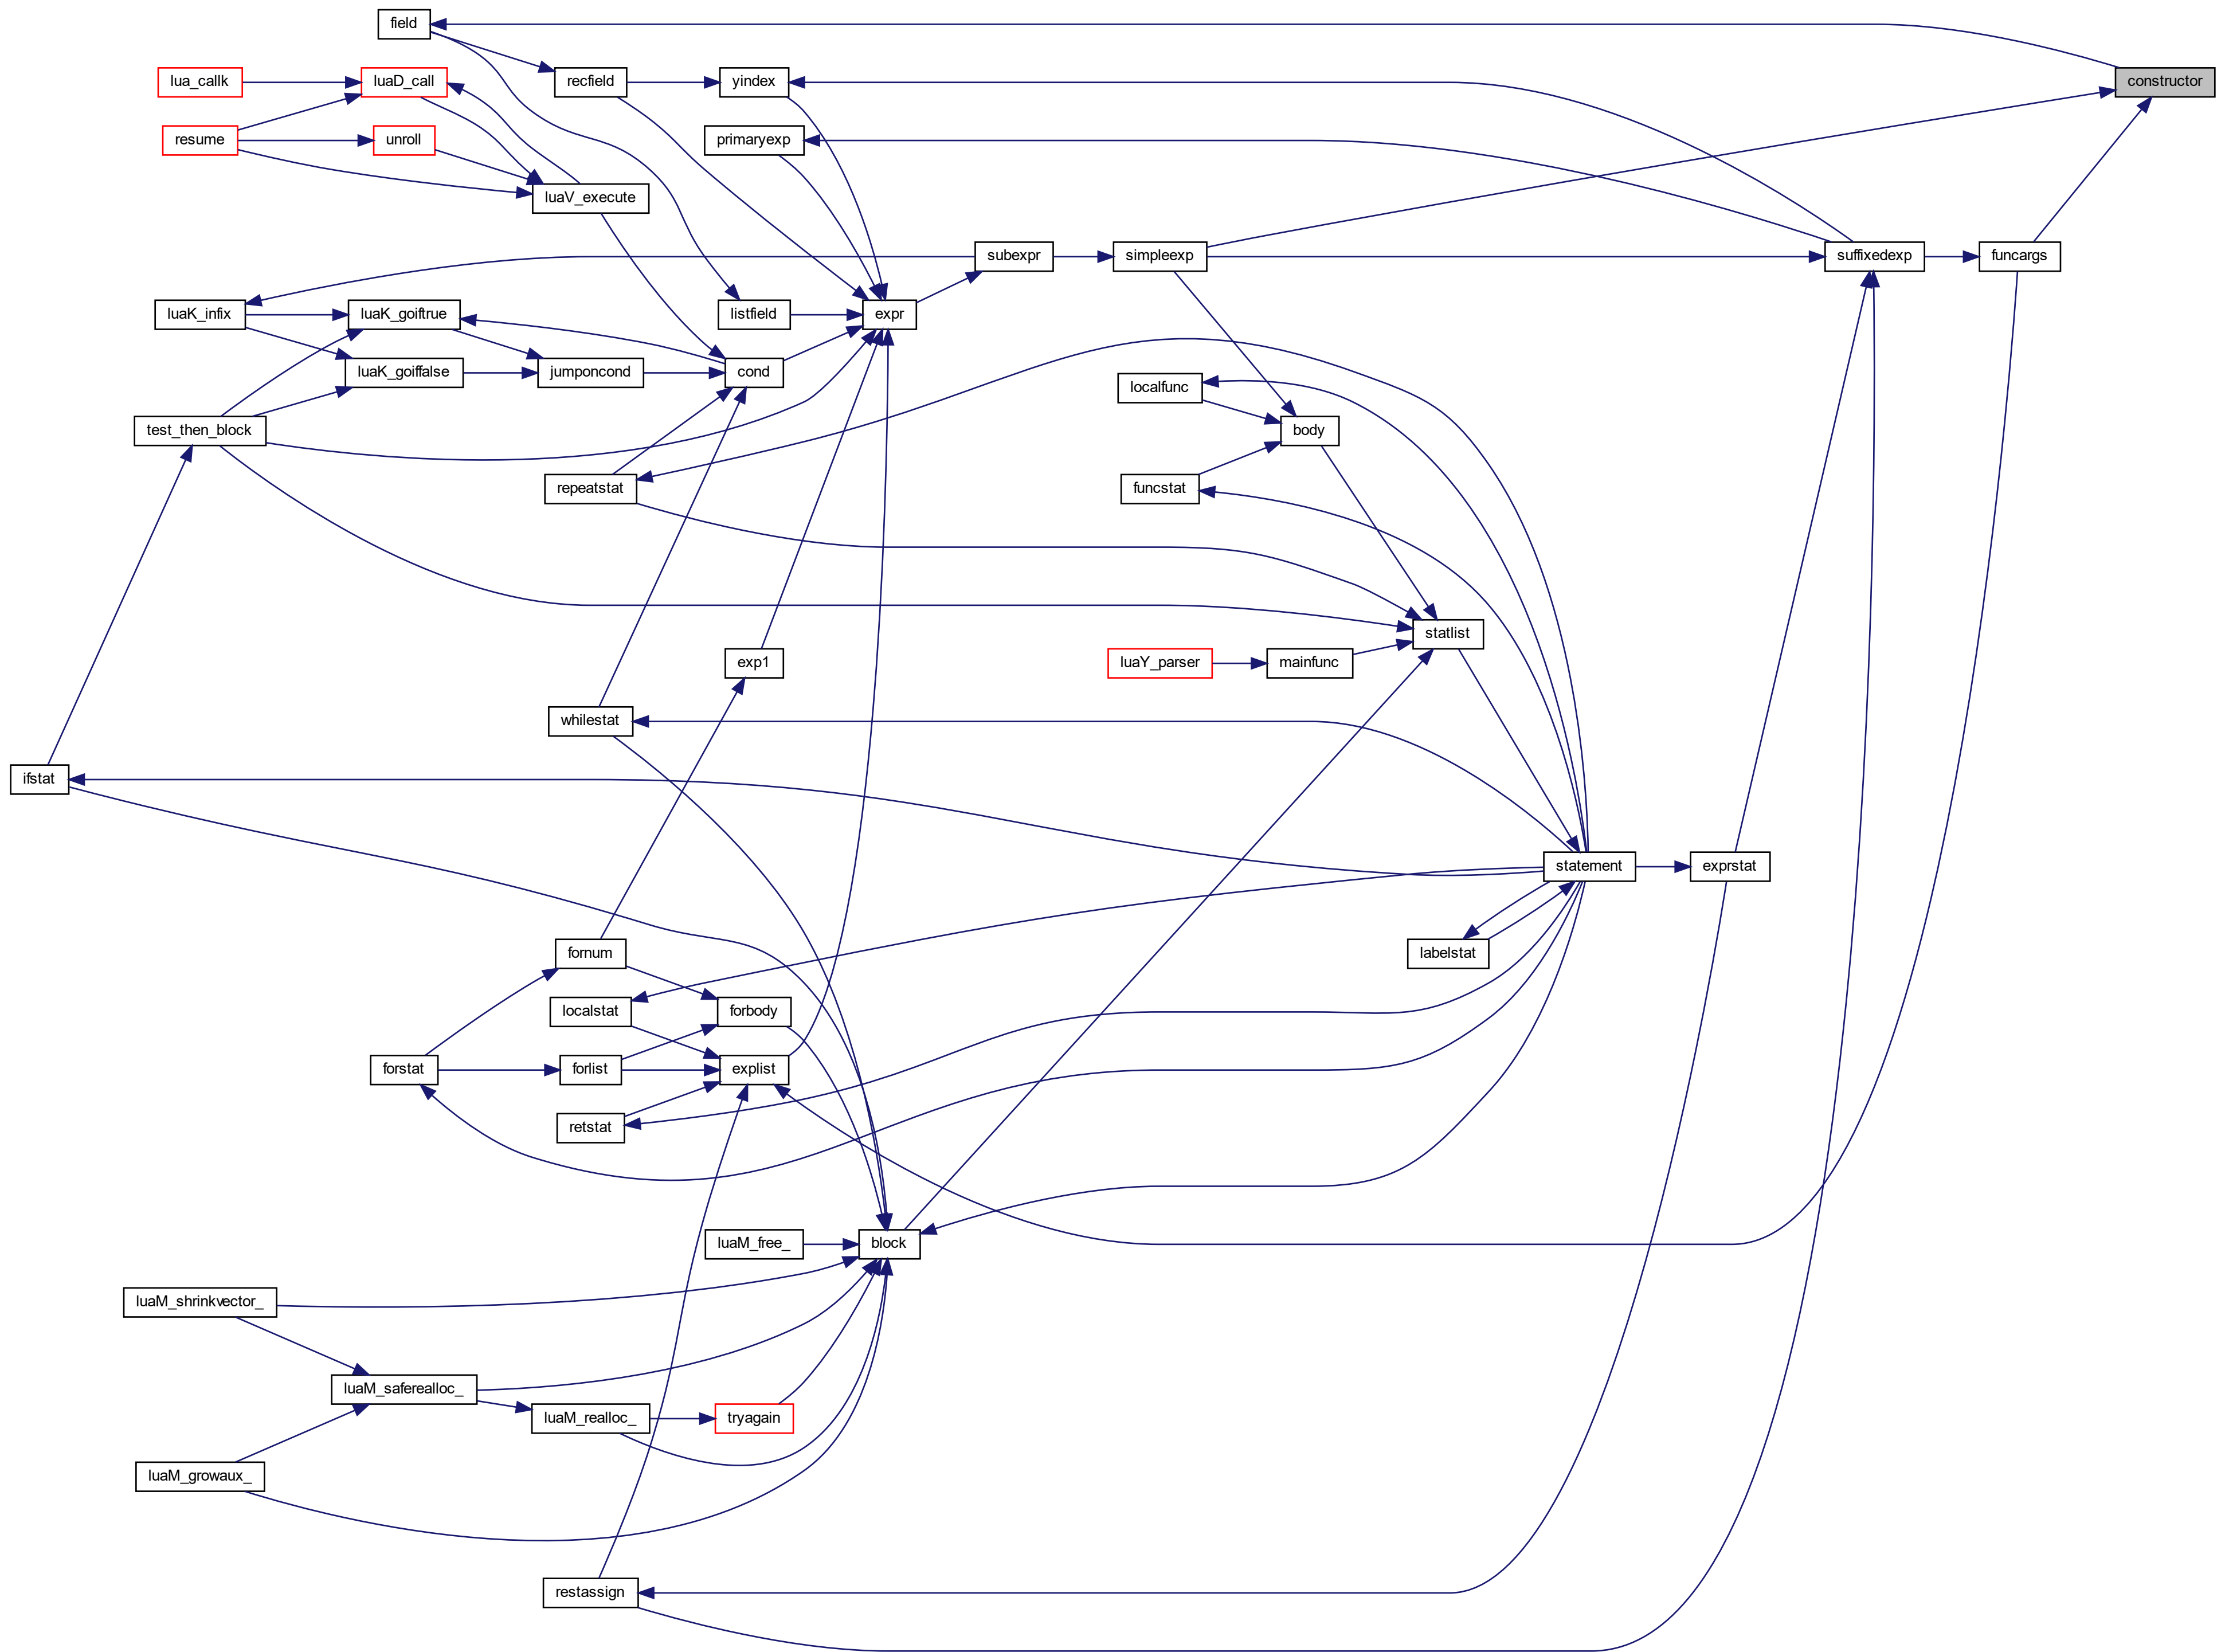 field
constructor
lua_callk
luaD_call
recfield
yindex
resume
unroll
primaryexp
luaV_execute
subexpr
simpleexp
suffixedexp
funcargs
luaK_infix
luaK_goiftrue
listfield
expr
luaK_goiffalse
jumponcond
cond
localfunc
test_then_block
body
repeatstat
funcstat
statlist
exp1
luaY_parser
mainfunc
whilestat
ifstat
statement
exprstat
fornum
labelstat
localstat
forbody
forstat
forlist
explist
retstat
luaM_free_
block
luaM_shrinkvector_
luaM_saferealloc_
luaM_realloc_
tryagain
luaM_growaux_
restassign